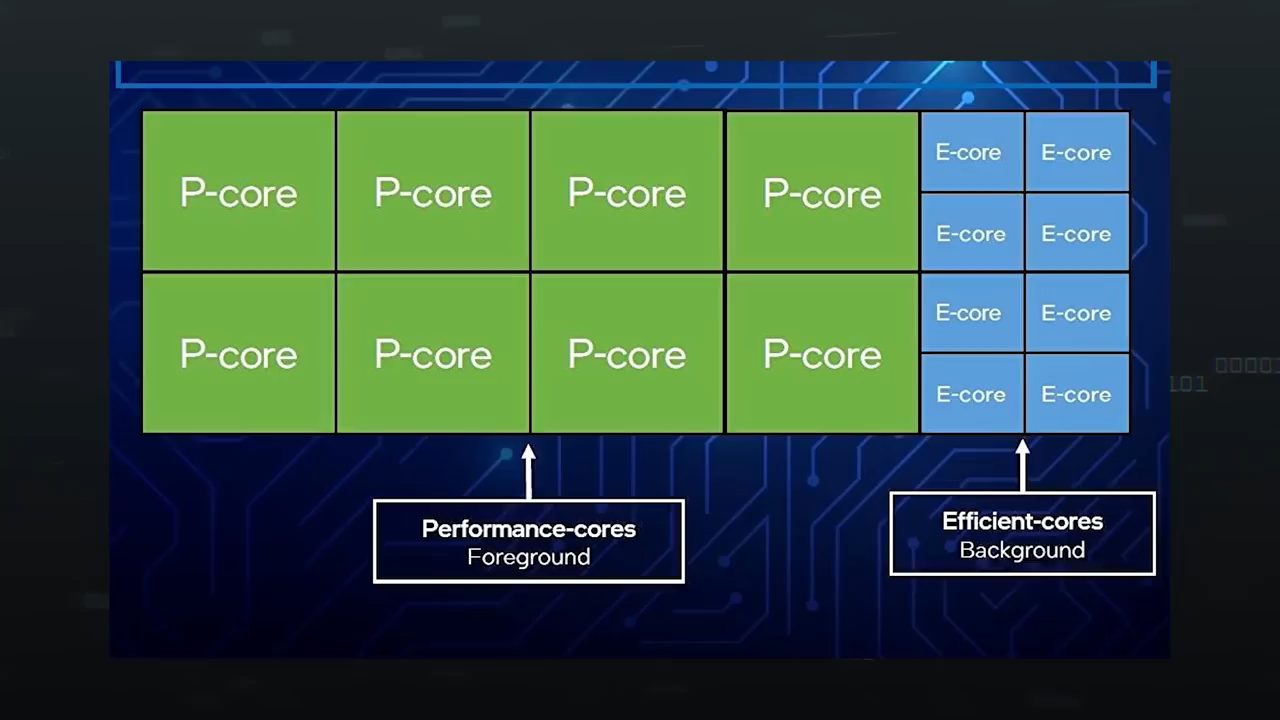 P-core P-core P-core P-core E-core E-core
E-core E-core
P-core P-core P-core P-core E-core E-core
E-core E-core
Performance-cores
Foreground
Efficient-cores
Background
101